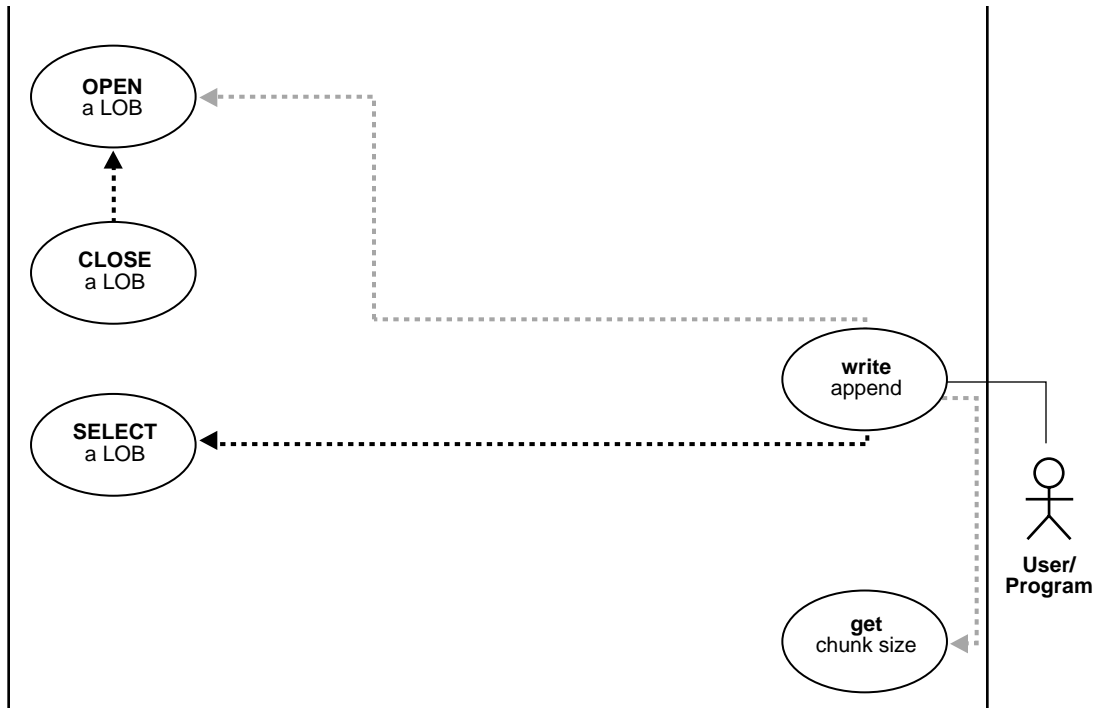 OPEN
a LOB
CLOSE
a LOB
write
append
SELECT
a LOB
User/
Program
get
chunk size